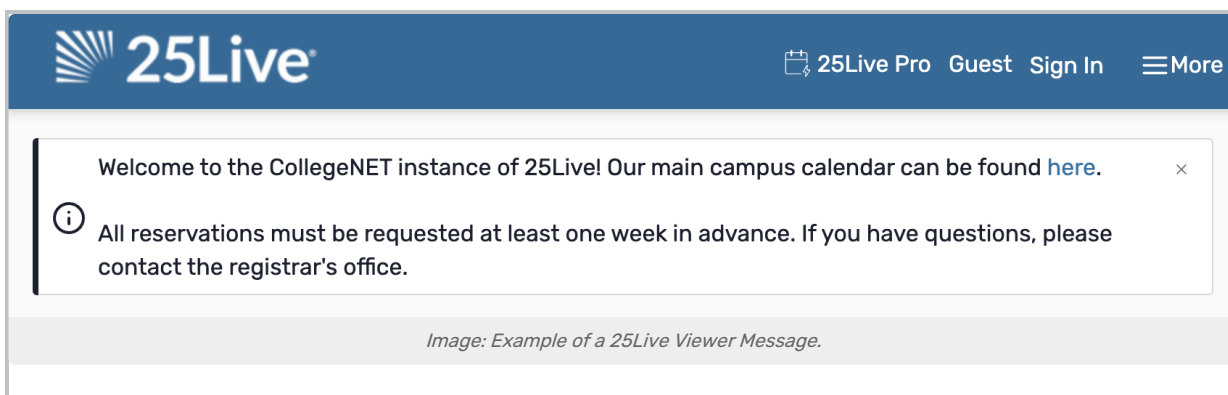 25Live®
25Live Pro Guest Sign In More
Welcome to the CollegeNET instance of 25Live! Our main campus calendar can be found here.
All reservations must be requested at least one week in advance. If you have questions, please
contact the registrar's office.
Image: Example of a 25Live Viewer Message.